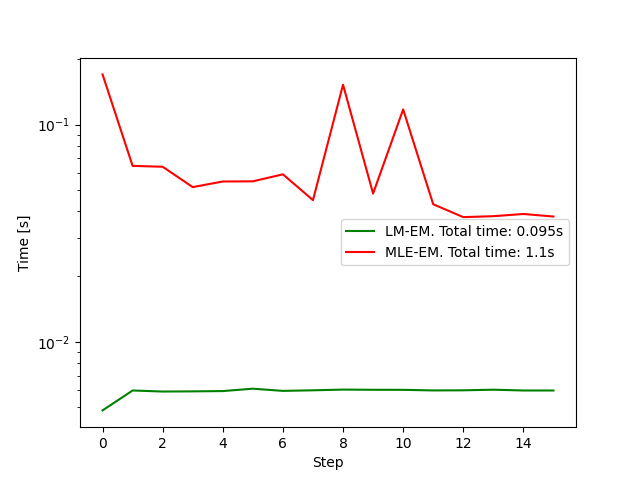 10⁻¹
10⁻²
Time [s]
LM-EM. Total time: 0.095s
MLE-EM. Total time: 1.1s
0 2 4 6 8 10 12 14
Step